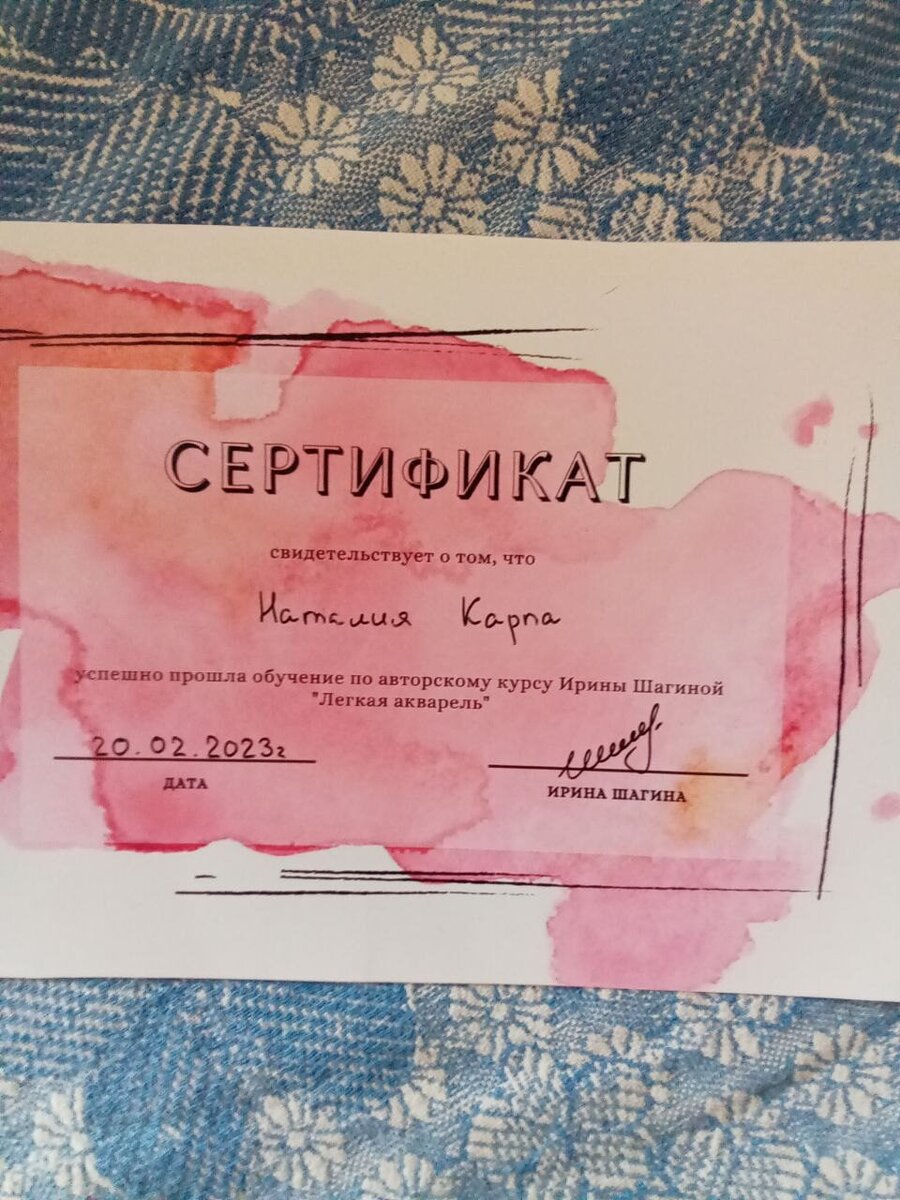 СЕРТИФИКАТ
свидетельствует о том, что
Наталия Карпа
успешно прошла обучение по авторскому курсу Ирины Шагиной
"Легкая акварель"
20.02.2023г
ДАТА
ИРИНА ШАГИНА